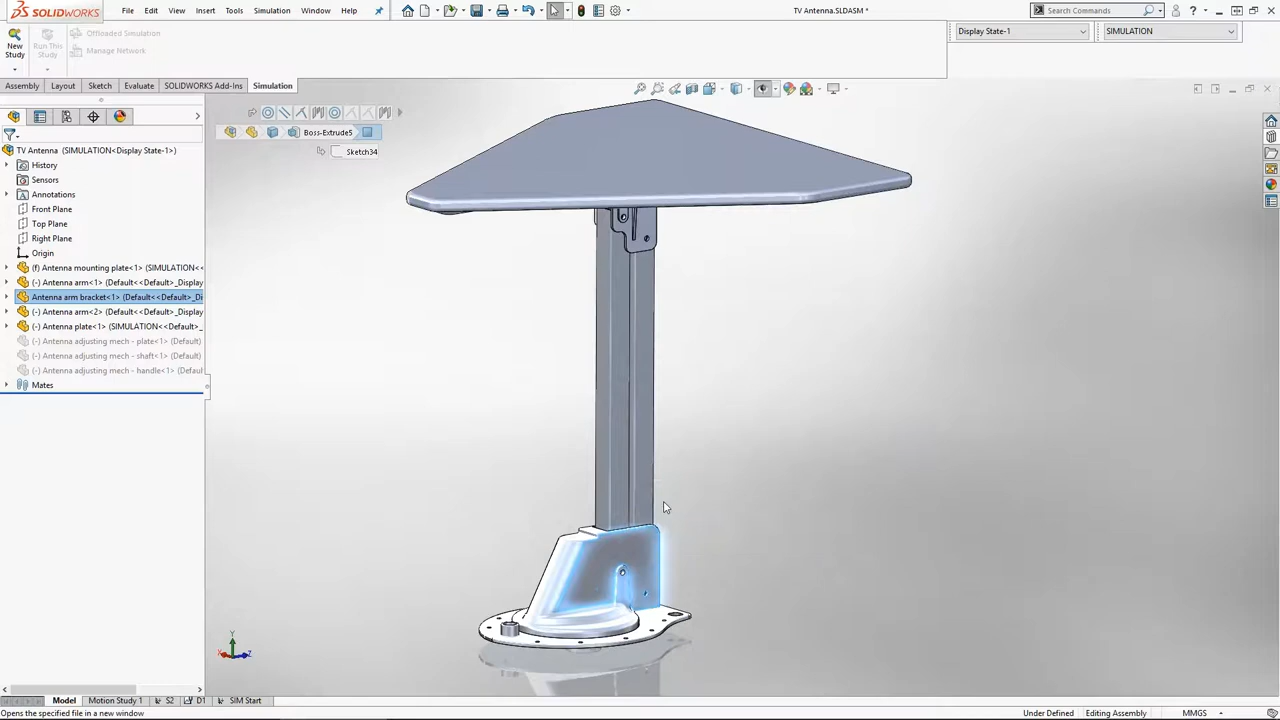 SOLIDWORKS
File Edit View Insert Tools Simulation Window Help
TV Antenna.SLDASM *
Search Commands
New Study
Run This Study
Offloaded Simulation
Manage Network
Display State-1
SIMULATION
Assembly Layout Sketch Evaluate SOLIDWORKS Add-Ins Simulation
Boss-Extrude5
Sketch34
TV Antenna (SIMULATION<Display State-1>)
History
Sensors
Annotations
Front Plane
Top Plane
Right Plane
Origin
(f) Antenna mounting plate<1> (SIMULATION<
(-) Antenna arm<1> (Default<<Default>_Display
Antenna arm bracket<1> (Default<<Default>_Di
(-) Antenna arm<2> (Default<<Default>_Display
(-) Antenna plate<1> (SIMULATION<<Default>_
(-) Antenna adjusting mech - plate<1> (Default)
(-) Antenna adjusting mech - shaft<1> (Default)
(-) Antenna adjusting mech - handle<1> (Defaul
Mates
Y
X
Z
Model Motion Study 1 S2 D1 SIM Start
Opens the specified file in a new window
Under Defined Editing Assembly MMGS